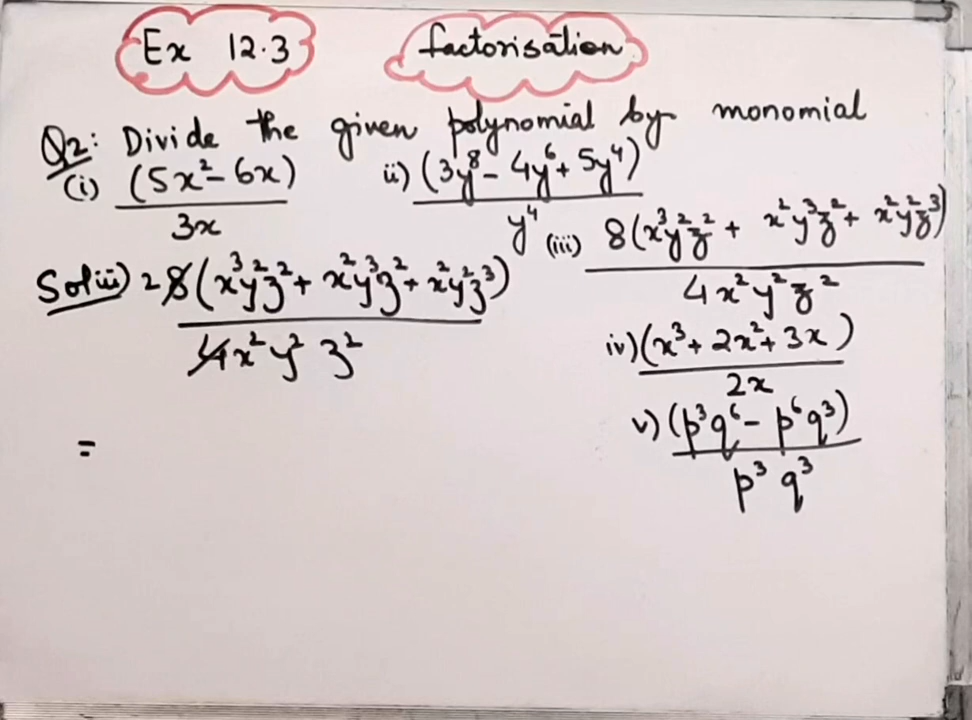 Ex 12.3
factorisation
Q2: Divide the given polynomial by monomial
(i) (5x² - 6x) / 3x
ii) (3y⁸ - 4y⁶ + 5y⁴) / y⁴
(iii) 8(x³y²z² + x²y³z² + x²y²z³) / 4x²y²z²
Sol iii) 2 8(x³y²z² + x²y³z² + x²y²z³) / 4x²y²z²
iv) (x³ + 2x² + 3x) / 2x
v) (p³q⁶ - p⁶q³) / p³q³
=